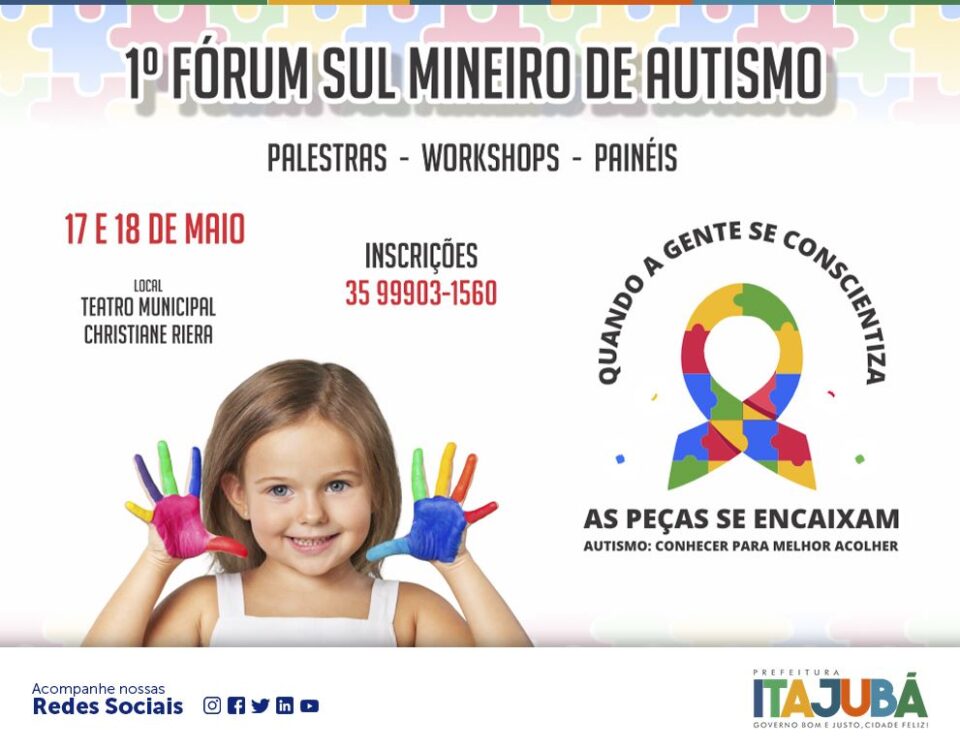 1º FÓRUM SUL MINEIRO DE AUTISMO
PALESTRAS - WORKSHOPS - PAINÉIS
17 E 18 DE MAIO
LOCAL
TEATRO MUNICIPAL
CHRISTIANE RIERA
INSCRIÇÕES
35 99903-1560
QUANDO A GENTE SE CONSCIENTIZA
AS PEÇAS SE ENCAIXAM
AUTISMO: CONHECER PARA MELHOR ACOLHER
Acompanhe nossas
Redes Sociais
PREFEITURA
ITAJUBÁ
GOVERNO BOM E JUSTO, CIDADE FELIZ!